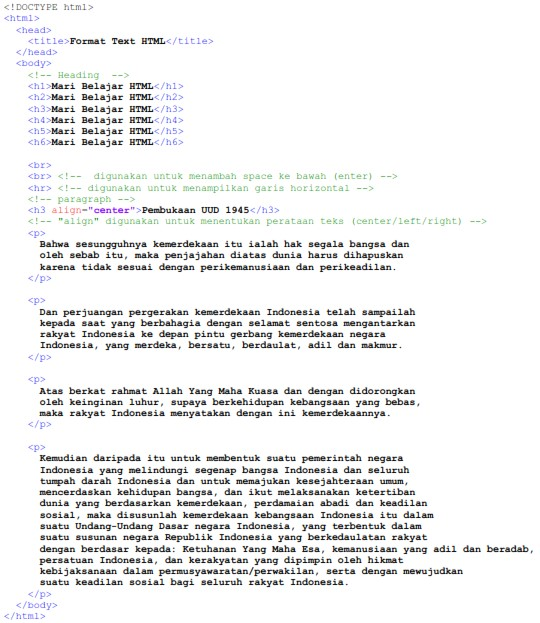 <!DOCTYPE html>
<html>
<head>
<title>Format Text HTML</title>
</head>
<body>
<!-- Heading -->
<h1>Mari Belajar HTML</h1>
<h2>Mari Belajar HTML</h2>
<h3>Mari Belajar HTML</h3>
<h4>Mari Belajar HTML</h4>
<h5>Mari Belajar HTML</h5>
<h6>Mari Belajar HTML</h6>
<br>
<br> <!-- digunakan untuk menambah space ke bawah (enter) -->
<hr> <!-- digunakan untuk menampilkan garis horizontal -->
<!-- paragraph -->
<h3 align="center">Pembukaan UUD 1945</h3>
<!-- "align" digunakan untuk menentukan perataan teks (center/left/right) -->
<p>
Bahwa sesungguhnya kemerdekaan itu ialah hak segala bangsa dan
oleh sebab itu, maka penjajahan diatas dunia harus dihapuskan
karena tidak sesuai dengan perikemanusiaan dan perikeadilan.
</p>
<p>
Dan perjuangan pergerakan kemerdekaan Indonesia telah sampailah
kepada saat yang berbahagia dengan selamat sentosa mengantarkan
rakyat Indonesia ke depan pintu gerbang kemerdekaan negara
Indonesia, yang merdeka, bersatu, berdaulat, adil dan makmur.
</p>
<p>
Atas berkat rahmat Allah Yang Maha Kuasa dan dengan didorongkan
oleh keinginan luhur, supaya berkehidupan kebangsaan yang bebas,
maka rakyat Indonesia menyatakan dengan ini kemerdekaannya.
</p>
<p>
Kemudian daripada itu untuk membentuk suatu pemerintah negara
Indonesia yang melindungi segenap bangsa Indonesia dan seluruh
tumpah darah Indonesia dan untuk memajukan kesejahteraan umum,
mencerdaskan kehidupan bangsa, dan ikut melaksanakan ketertiban
dunia yang berdasarkan kemerdekaan, perdamaian abadi dan keadilan
sosial, maka disusunlah kemerdekaan kebangsaan Indonesia itu dalam
suatu Undang-Undang Dasar negara Indonesia, yang terbentuk dalam
suatu susunan negara Republik Indonesia yang berkedaulatan rakyat
dengan berdasar kepada: Ketuhanan Yang Maha Esa, kemanusiaan yang adil dan beradab,
persatuan Indonesia, dan kerakyatan yang dipimpin oleh hikmat
kebijaksanaan dalam permusyawaratan/perwakilan, serta dengan mewujudkan
suatu keadilan sosial bagi seluruh rakyat Indonesia.
</p>
</body>
</html>